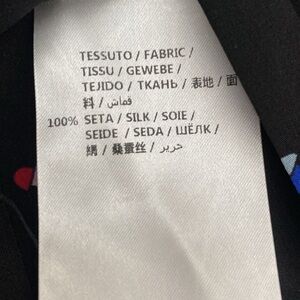 TESSUTO / FABRIC /
TISSU / GEWEBE /
TEJIDO / ТКАНЬ / 表地 / 面
料 / قماش /
100% SETA / SILK / SOIE /
SEIDE / SEDA / ШЁЛК /
絹 / 桑蚕丝 / حرير /